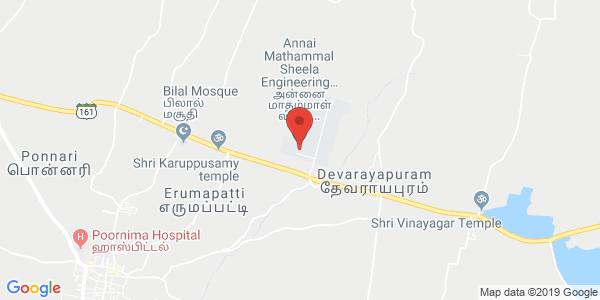 Annai
Mathammal
Sheela
Engineering...
அன்னை
மாதம்மாள்
Bilal Mosque
பிலால்
மசூதி
161
Ponnari
பொன்னரி
Shri Karuppusamy
temple
Erumapatti
எருமப்பட்டி
Devarayapuram
தேவராயபுரம்
Shri Vinayagar Temple
H
Poornima Hospital
ஹாஸ்பிட்டல்
Google
Map data ©2019 Google